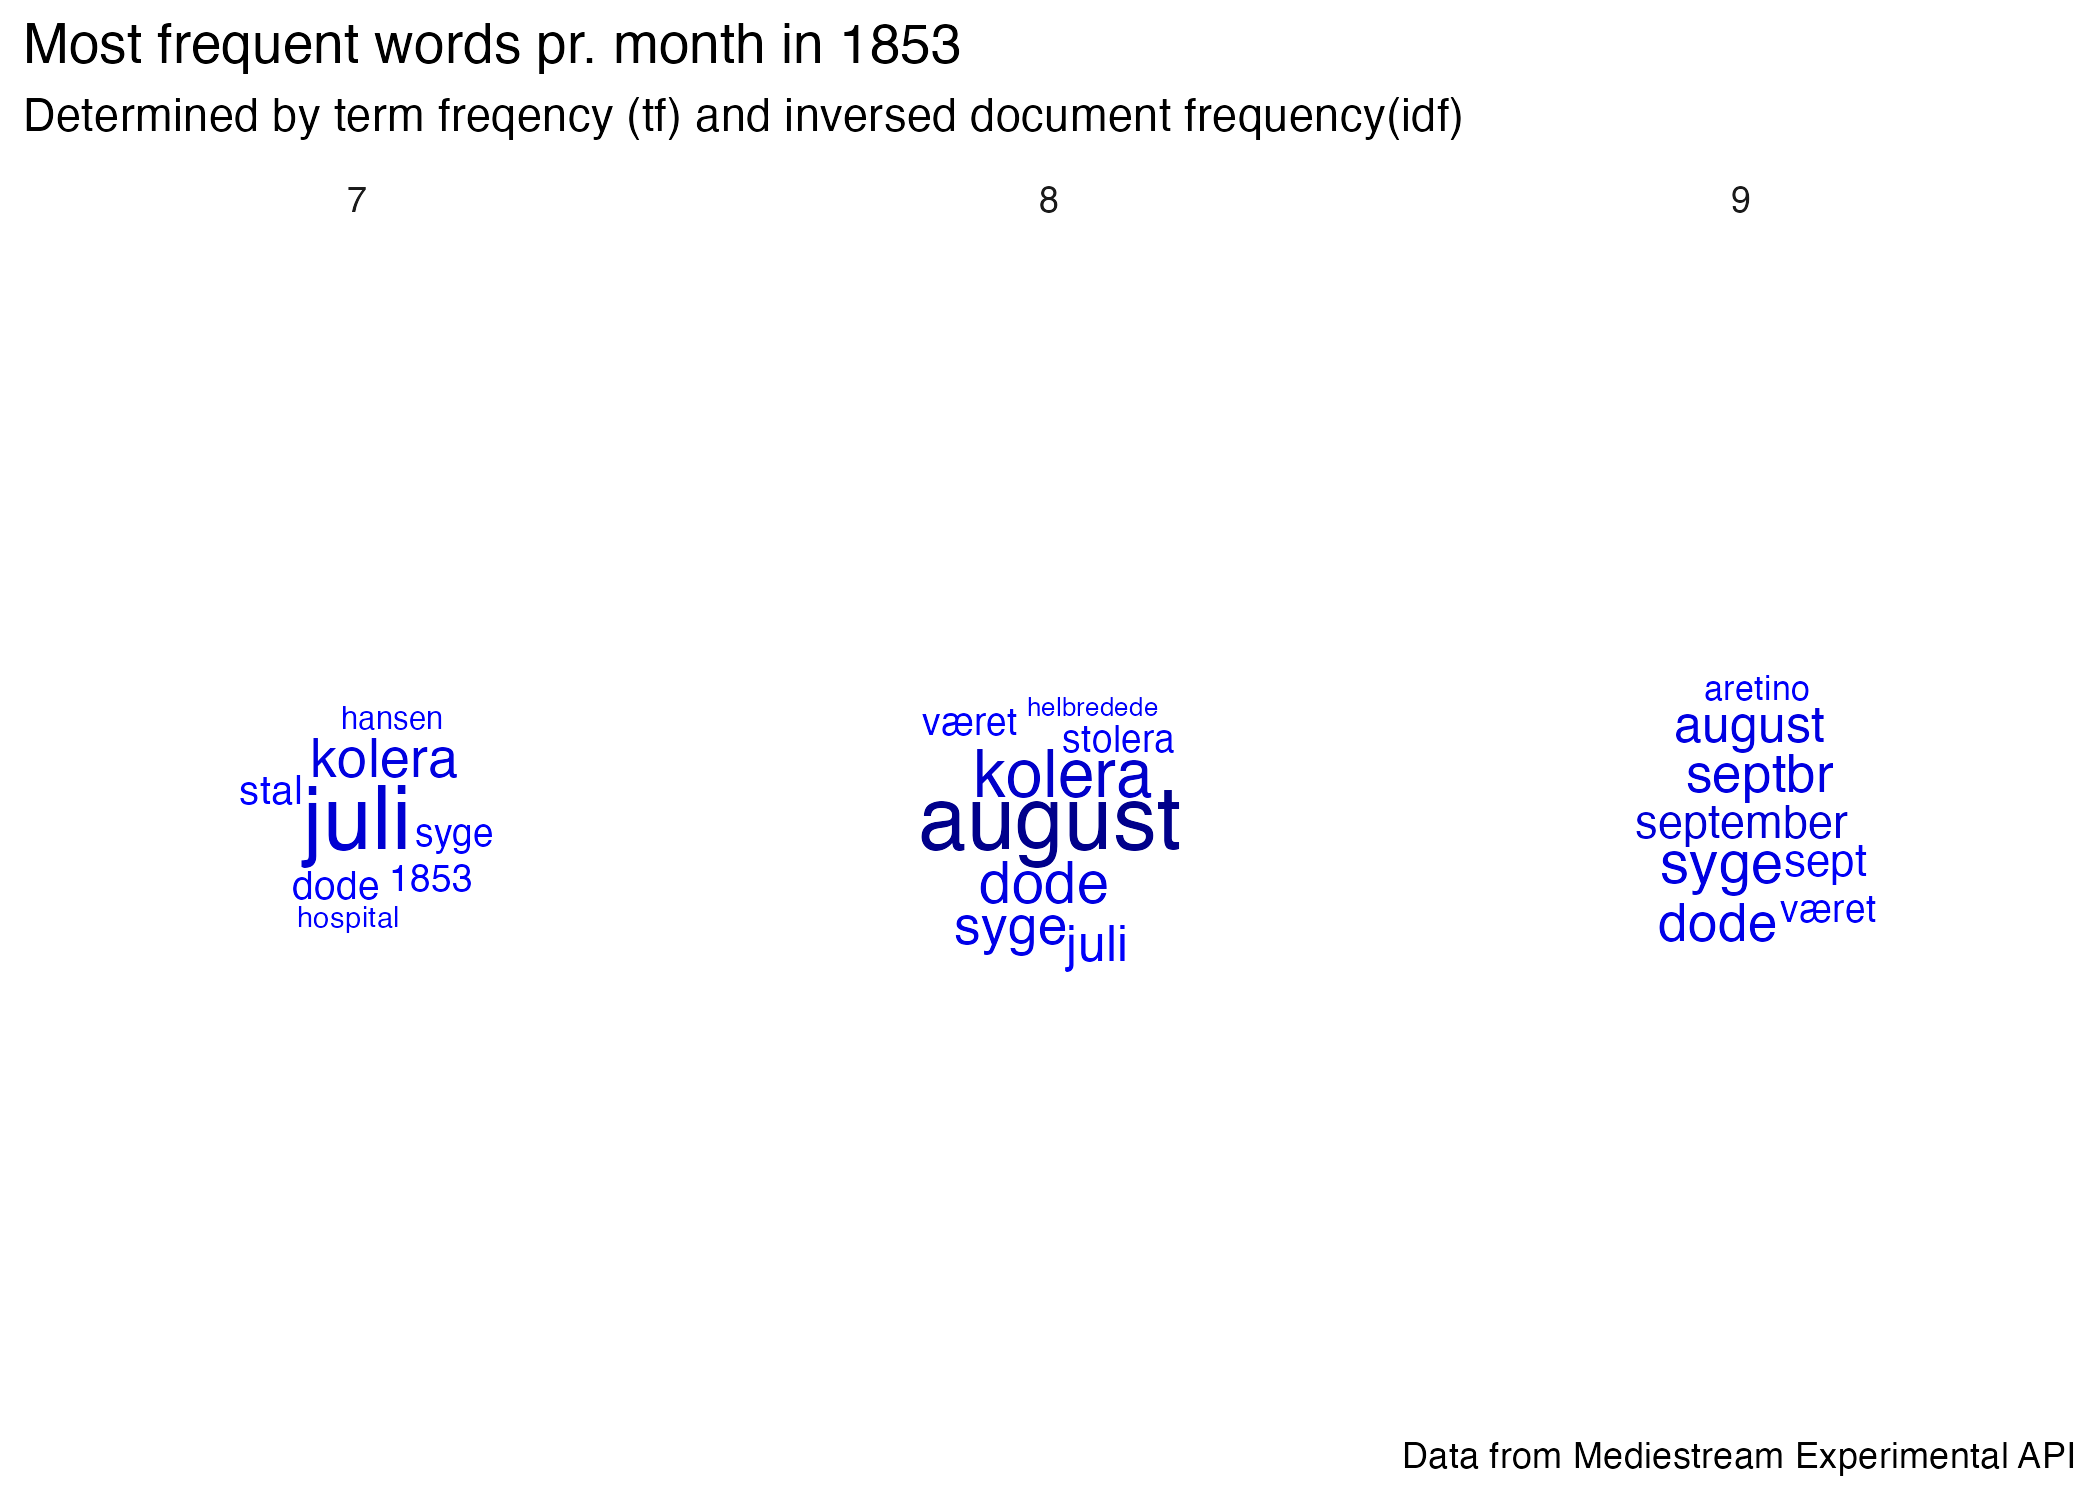 Most frequent words pr. month in 1853
Determined by term freqency (tf) and inversed document frequency(idf)
7
hansen
kolera
stal
juli
syge
1853
dode
hospital
8
været
helbredede
stolera
kolera
august
dode
syge
juli
9
aretino
august
septbr
september
syge
sept
dode
været
Data from Mediestream Experimental API